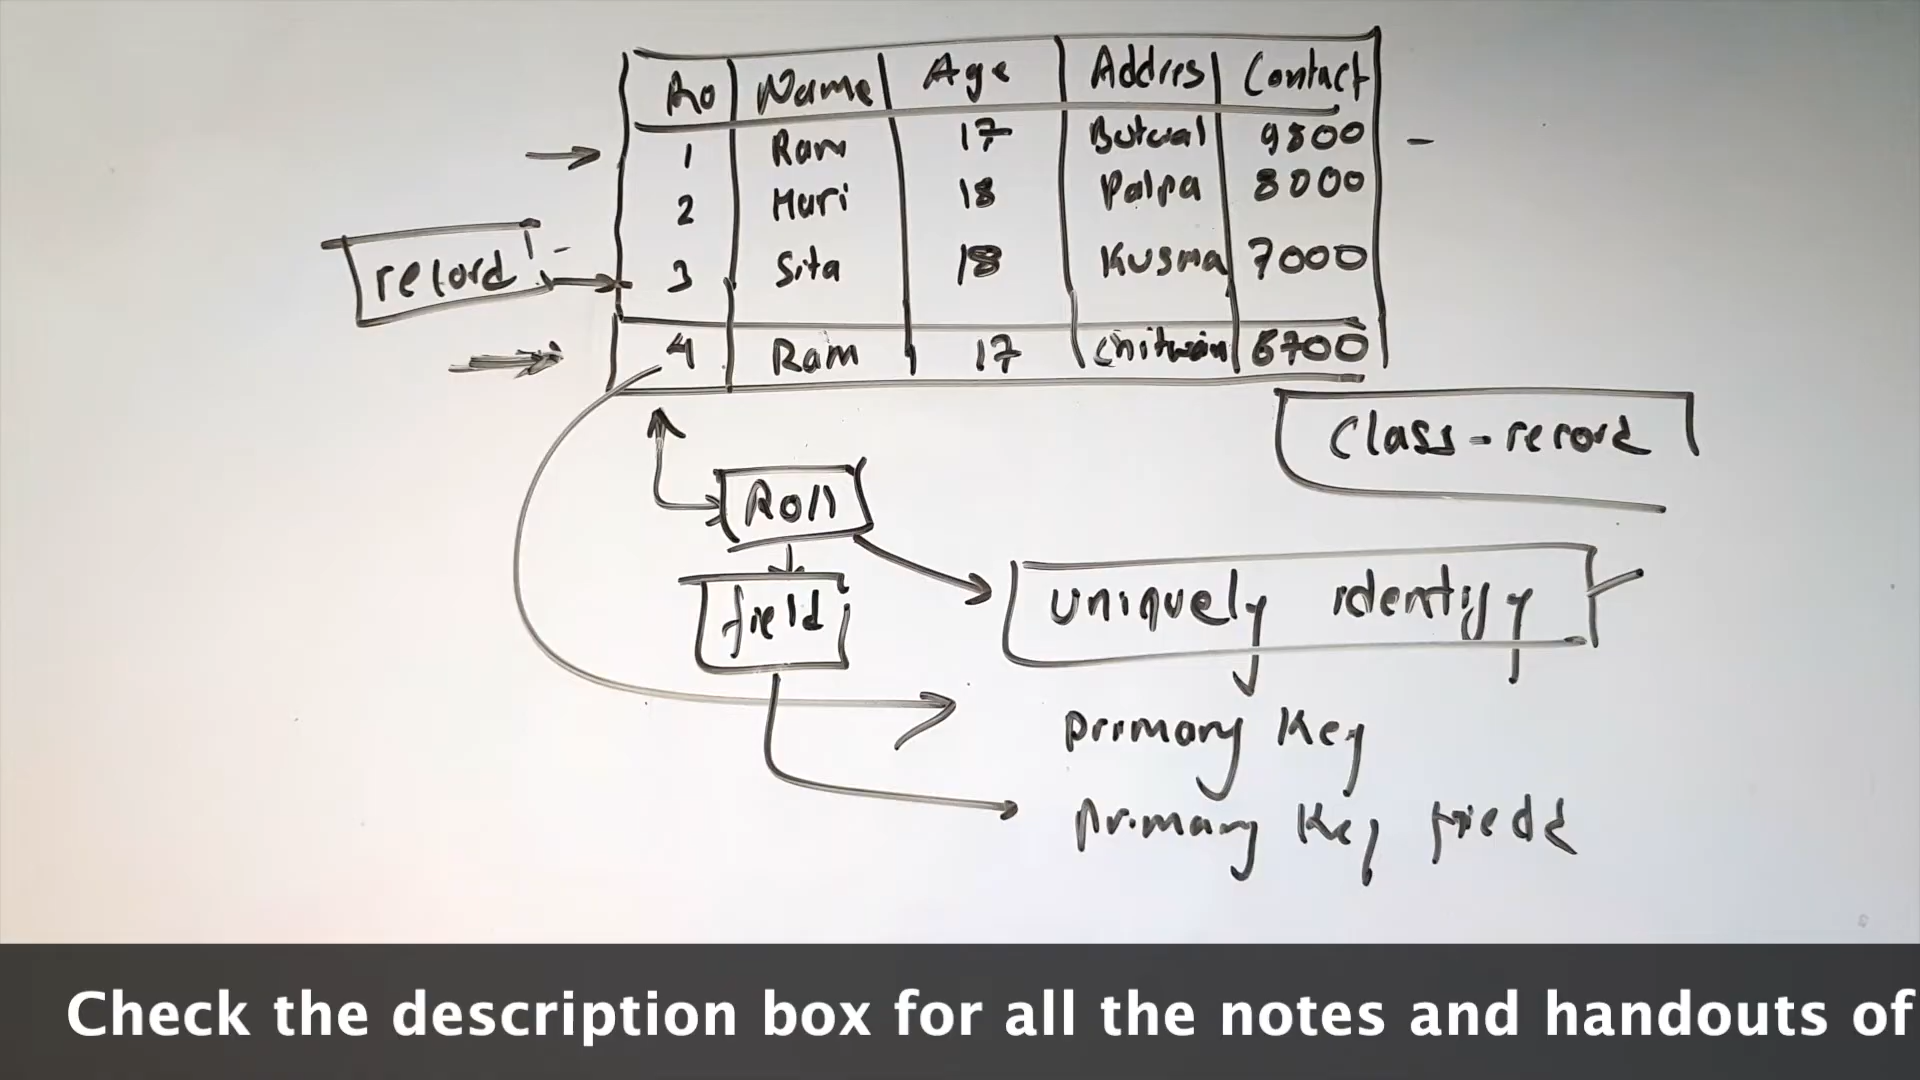 Ro Name Age Addres Contact
1 Ram 17 Butwal 9800
2 Hari 18 Palpa 8000
3 Sita 18 Kusma 7000
record
4 Ram 17 Chitwan 6700
Class-record
Roll
field
uniquely identify
primary key
primary key field
Check the description box for all the notes and handouts of